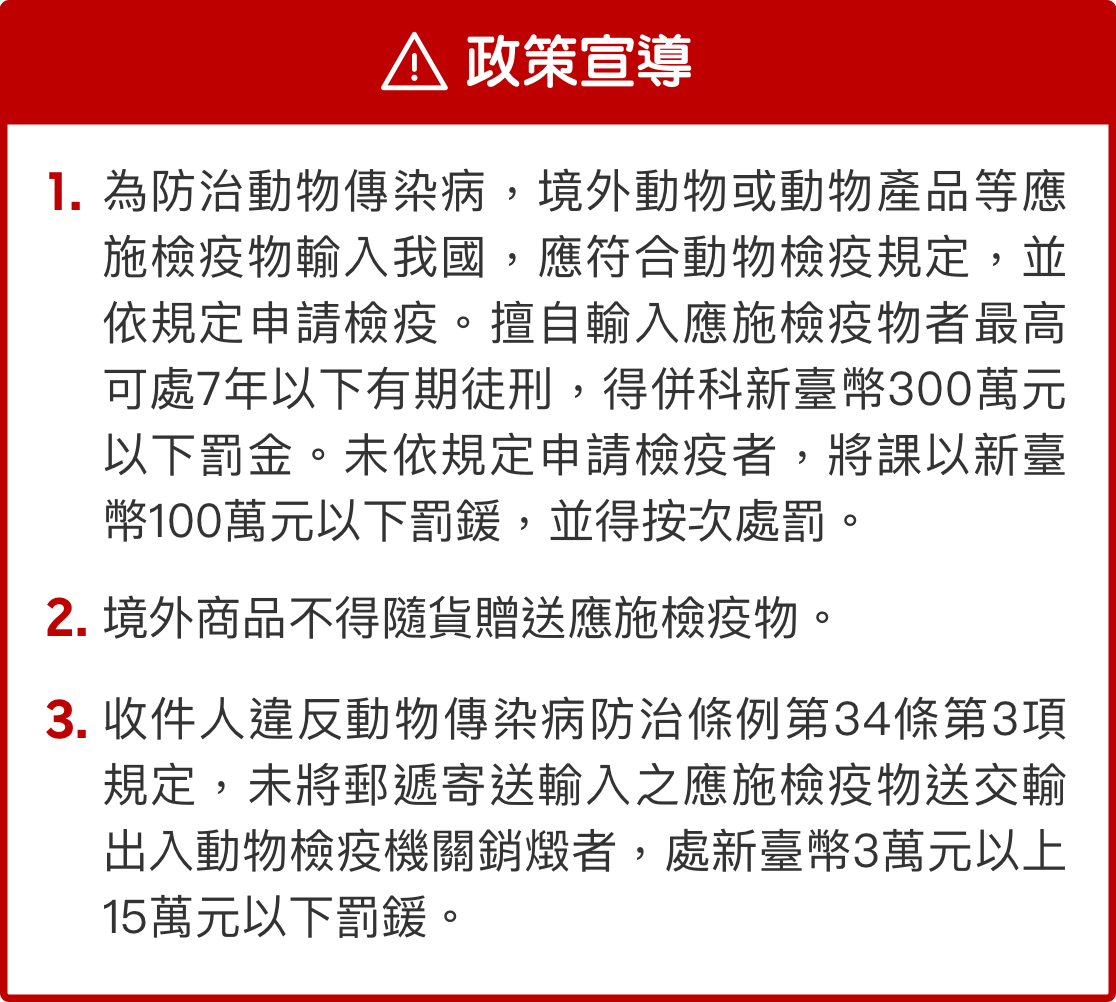 政策宣導
1. 為防治動物傳染病，境外動物或動物產品等應
施檢疫物輸入我國，應符合動物檢疫規定，並
依規定申請檢疫。擅自輸入應施檢疫物者最高
可處7年以下有期徒刑，得併科新臺幣300萬元
以下罰金。未依規定申請檢疫者，將課以新臺
幣100萬元以下罰鍰，並得按次處罰。
2. 境外商品不得隨貨贈送應施檢疫物。
3. 收件人違反動物傳染病防治條例第34條第3項
規定，未將郵遞寄送輸入之應施檢疫物送交輸
出入動物檢疫機關銷燬者，處新臺幣3萬元以上
15萬元以下罰鍰。